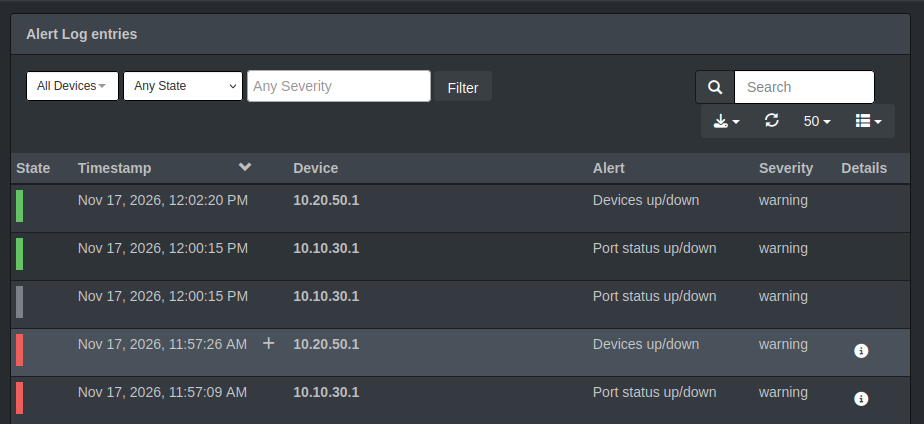 Alert Log entries
All Devices Any State Any Severity Filter Search
50
State Timestamp Device Alert Severity Details
Nov 17, 2026, 12:02:20 PM 10.20.50.1 Devices up/down warning
Nov 17, 2026, 12:00:15 PM 10.10.30.1 Port status up/down warning
Nov 17, 2026, 12:00:15 PM 10.10.30.1 Port status up/down warning
Nov 17, 2026, 11:57:26 AM 10.20.50.1 Devices up/down warning
Nov 17, 2026, 11:57:09 AM 10.10.30.1 Port status up/down warning